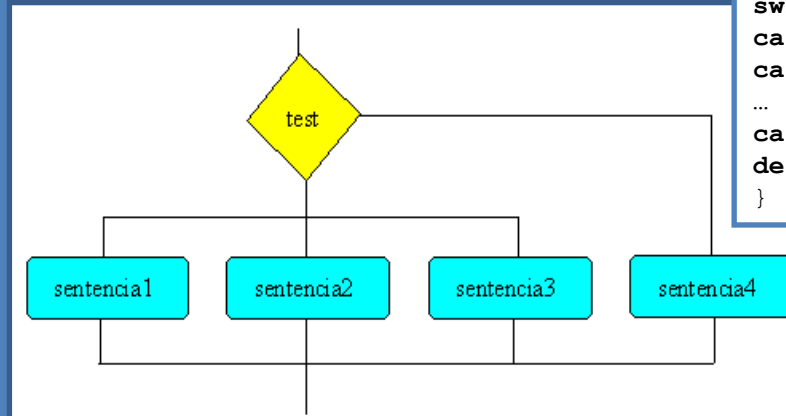 sw
ca
ca
…
ca
de
}
test
sentencia1 sentencia2 sentencia3 sentencia4